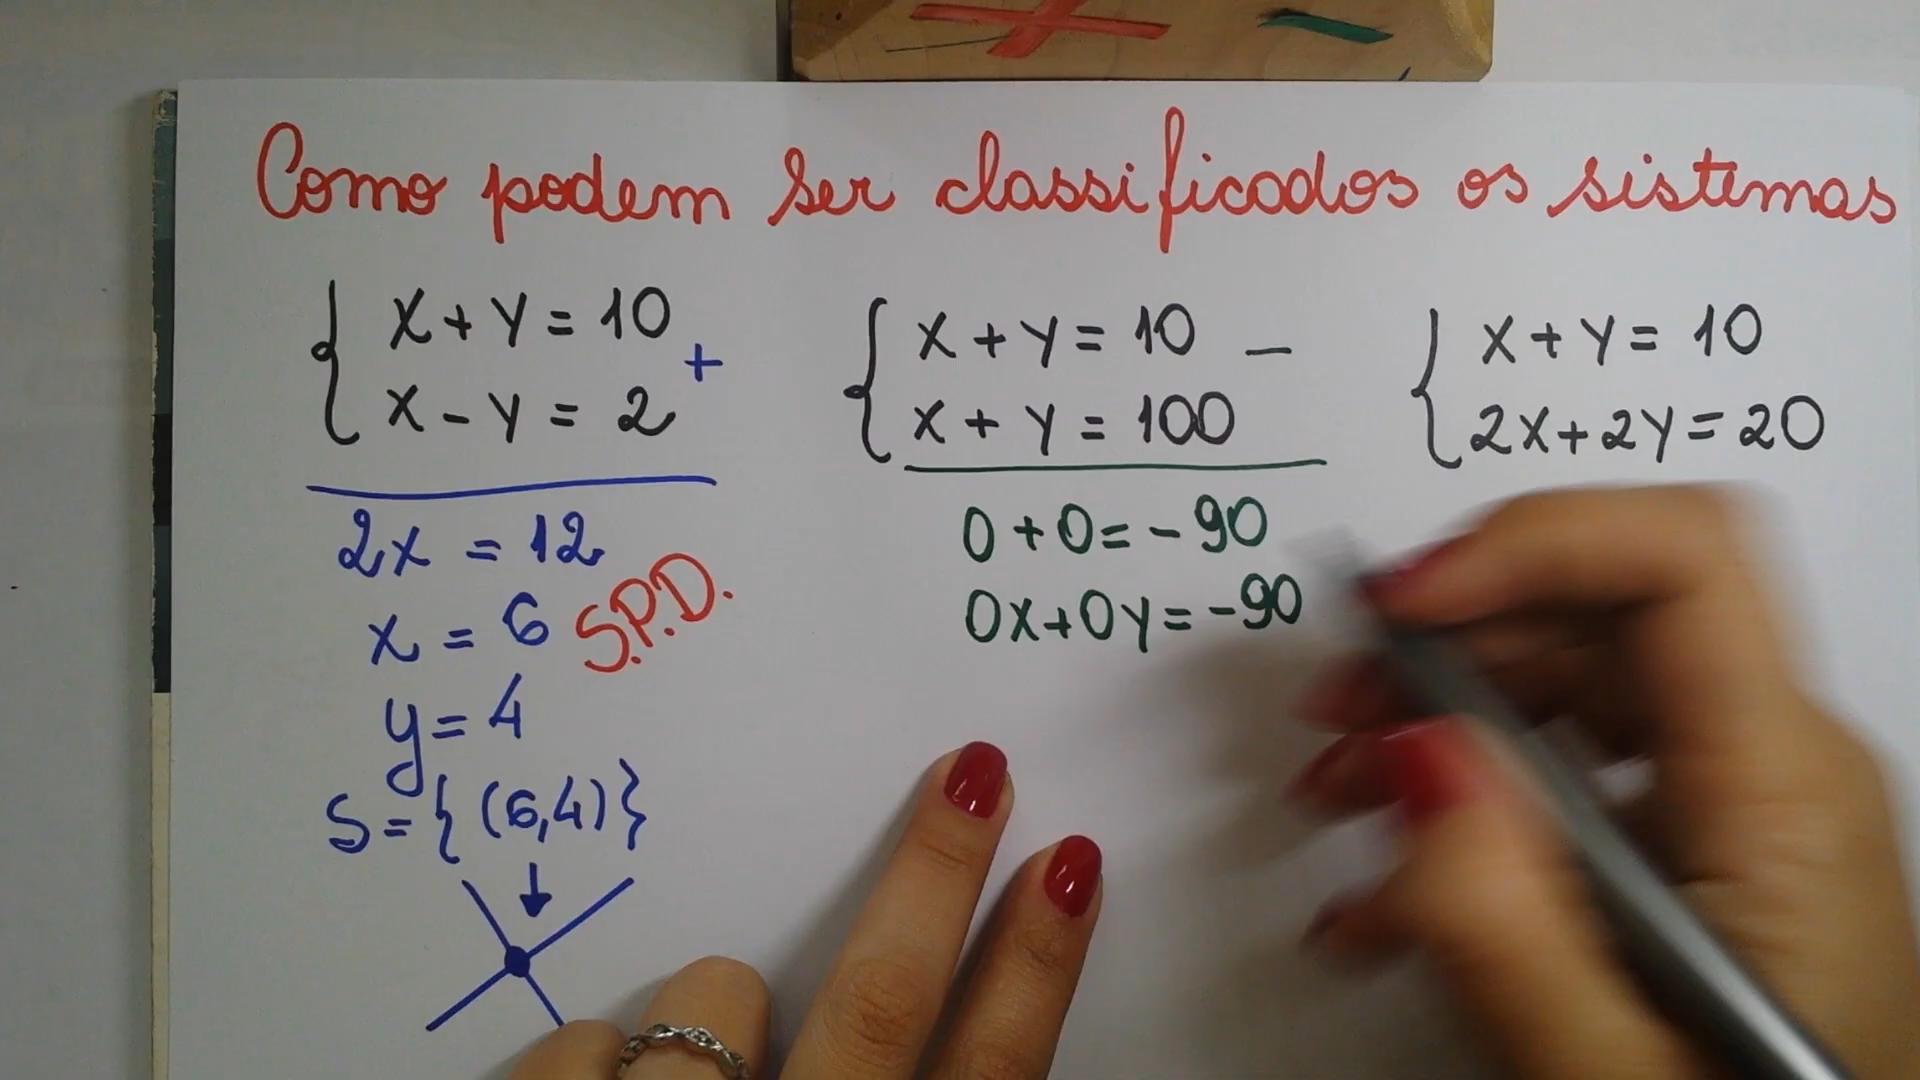 Como podem ser classificados os sistemas
x + y = 10
x - y = 2
+
2x = 12
x = 6
S.P.D.
y = 4
S = { (6,4) }
x + y = 10 -
x + y = 100
0 + 0 = - 90
0x + 0y = - 90
x + y = 10
2x + 2y = 20